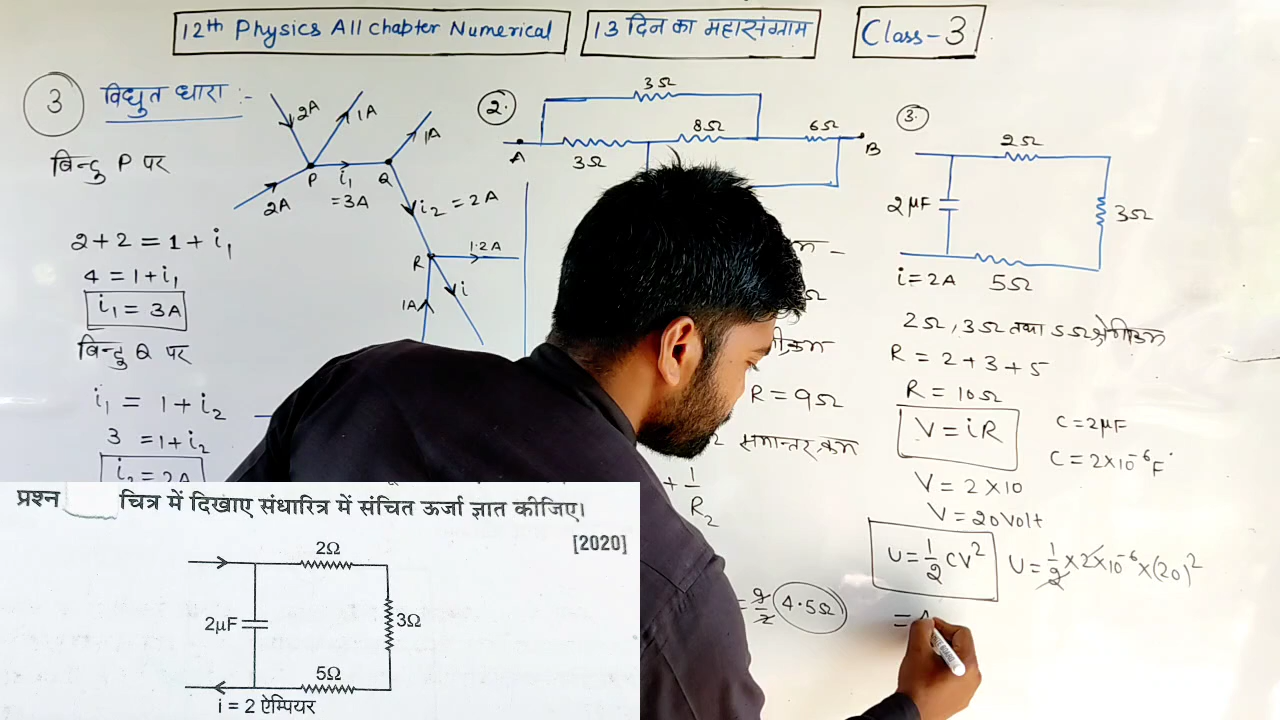 12th Physics All chapter Numerical
13 दिन का महासंग्राम
Class-3
3
विद्युत धारा :-
बिन्दु P पर
2+2 = 1+i₁
4 = 1+i₁
i₁ = 3A
बिन्दु Q पर
i₁ = 1+i₂
3 = 1+i₂
i₂ = 2A
2A
1A
1A
P
i₁
=3A
Q
2A
i₂ = 2A
R
1.2A
1A
i
2.
3Ω
8Ω
6Ω
A
3Ω
B
R = 9Ω
समान्तर क्रम
+ 1/R₂
= 9/2
4.5Ω
3.
2Ω
2μF
3Ω
i=2A
5Ω
2Ω, 3Ω तथा 5Ω श्रेणीक्रम
R = 2+3+5
R = 10Ω
V = iR
C = 2μF
C = 2×10⁻⁶F
V = 2×10
V = 20Volt
U = 1/2 CV²
U = 1/2 ×2×10⁻⁶×(20)²
=
प्रश्न
चित्र में दिखाए संधारित्र में संचित ऊर्जा ज्ञात कीजिए।
[2020]
2Ω
2μF
3Ω
5Ω
i = 2 ऐम्पियर